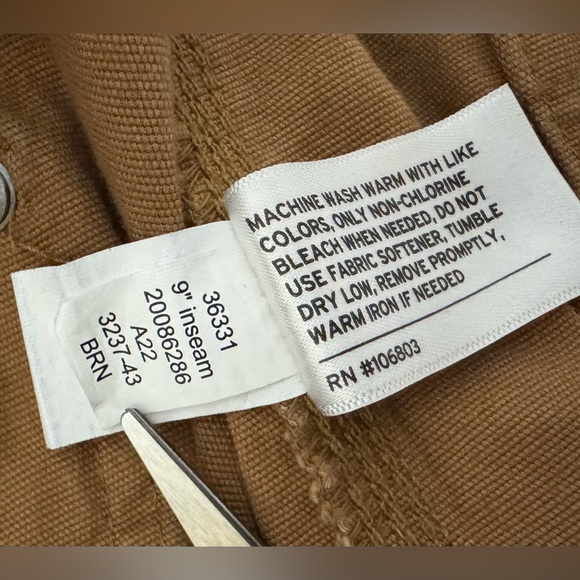 36331
9" inseam
20086286
A22
3237-43
BRN
MACHINE WASH WARM WITH LIKE
COLORS, ONLY NON-CHLORINE
BLEACH WHEN NEEDED, DO NOT
USE FABRIC SOFTENER, TUMBLE
DRY LOW, REMOVE PROMPTLY,
WARM IRON IF NEEDED
RN #106803